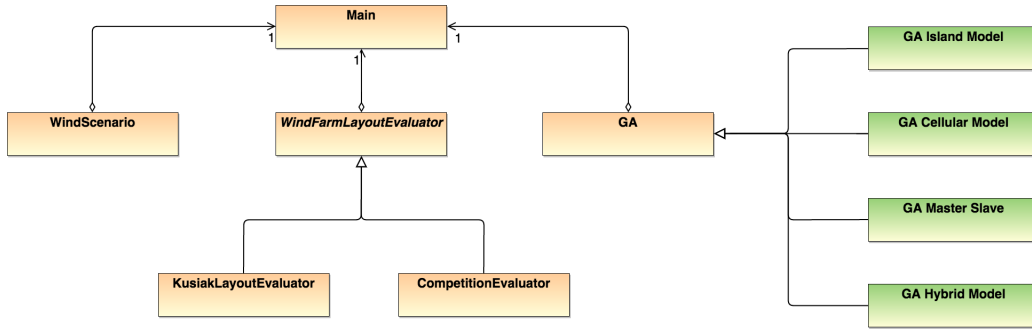 Main
1
1
1
WindScenario
WindFarmLayoutEvaluator
GA
KusiakLayoutEvaluator
CompetitionEvaluator
GA Island Model
GA Cellular Model
GA Master Slave
GA Hybrid Model